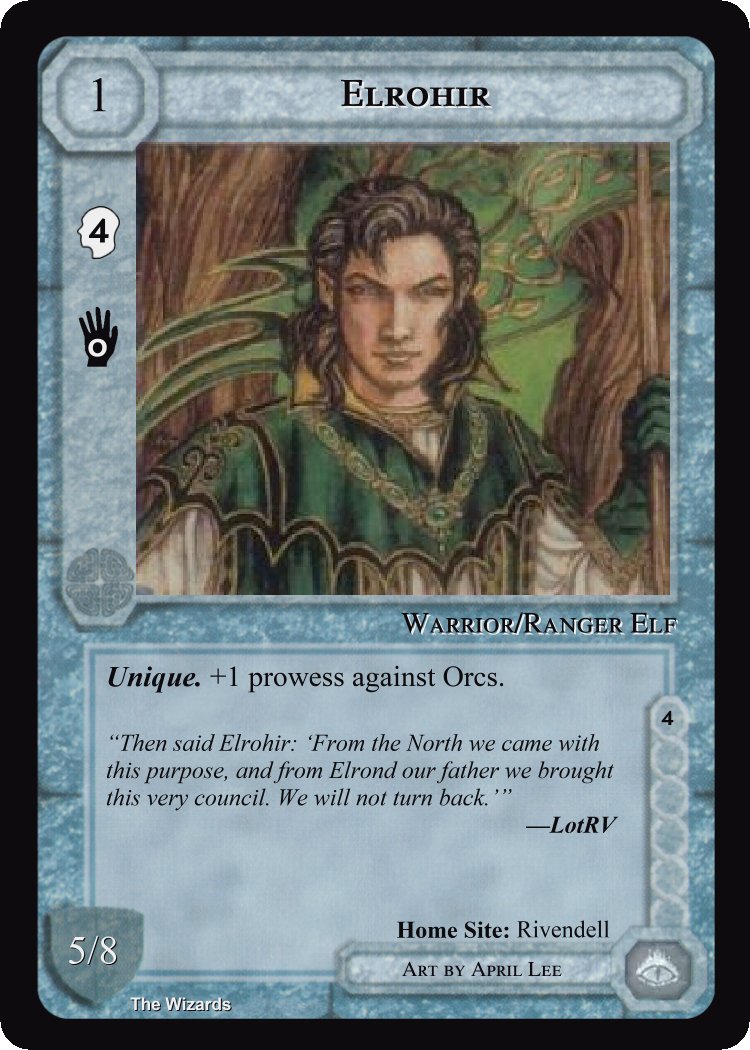 1
Elrohir
4
0
Warrior/Ranger Elf
Unique. +1 prowess against Orcs.
4
“Then said Elrohir: ‘From the North we came with
this purpose, and from Elrond our father we brought
this very council. We will not turn back.’”
—LotRV
Home Site: Rivendell
5/8
Art by April Lee
The Wizards